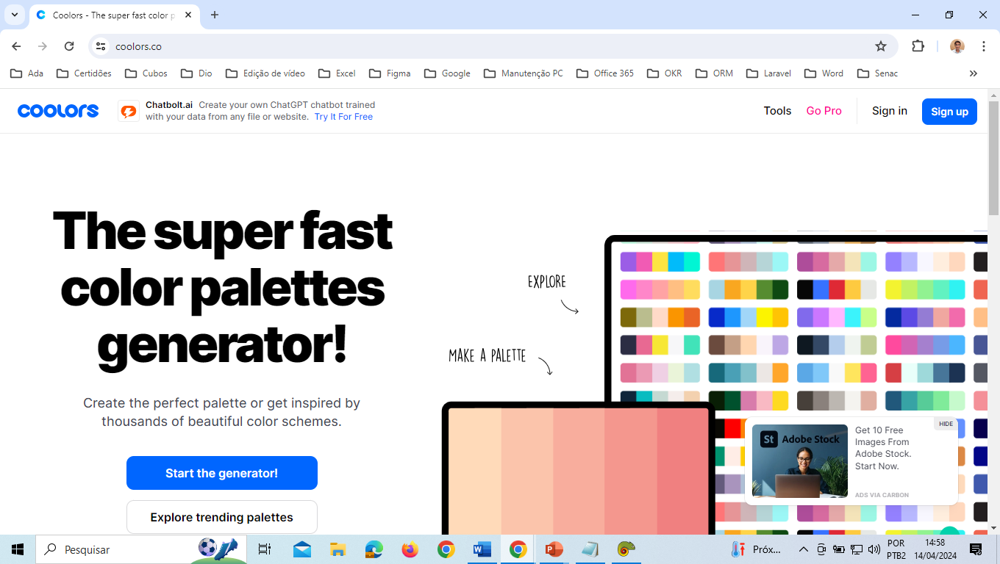 Coolors - The super fast color p
coolors.co
Ada
Certidões
Cubos
Dio
Edição de vídeo
Excel
Figma
Google
Manutenção PC
Office 365
OKR
ORM
Laravel
Word
Senac
coolors
Chatbolt.ai Create your own ChatGPT chatbot trained
with your data from any file or website. Try It For Free
Tools
Go Pro
Sign in
Sign up
The super fast
color palettes
generator!
Create the perfect palette or get inspired by
thousands of beautiful color schemes.
Start the generator!
Explore trending palettes
EXPLORE
MAKE A PALETTE
HIDE
St Adobe Stock
Get 10 Free
Images From
Adobe Stock.
Start Now.
ADS VIA CARBON
Pesquisar
Próx...
POR
PTB2
14:58
14/04/2024